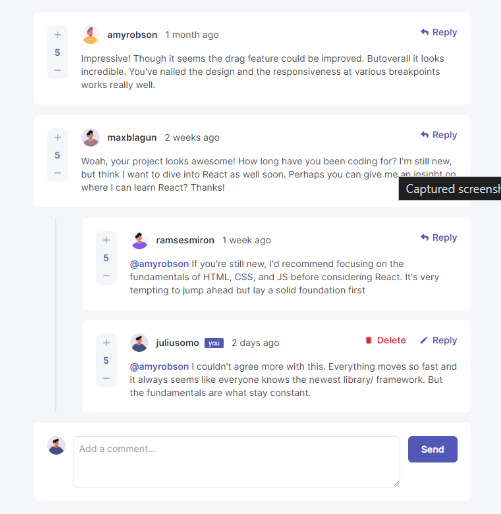 +
amyrobson 1 month ago
Reply
5
−
Impressive! Though it seems the drag feature could be improved. Butoverall it looks
incredible. You've nailed the design and the responsiveness at various breakpoints
works really well.
+
maxblagun 2 weeks ago
Reply
5
−
Woah, your project looks awesome! How long have you been coding for? I'm still new,
but think I want to dive into React as well soon. Perhaps you can give me an insight on
where I can learn React? Thanks!
Captured screensh
+
ramsesmiron 1 week ago
Reply
5
−
@amyrobson If you're still new, I'd recommend focusing on the
fundamentals of HTML, CSS, and JS before considering React. It's very
tempting to jump ahead but lay a solid foundation first
+
juliusomo you 2 days ago
Delete Reply
5
−
@amyrobson I couldn't agree more with this. Everything moves so fast and
it always seems like everyone knows the newest library/ framework. But
the fundamentals are what stay constant.
Add a comment...
Send